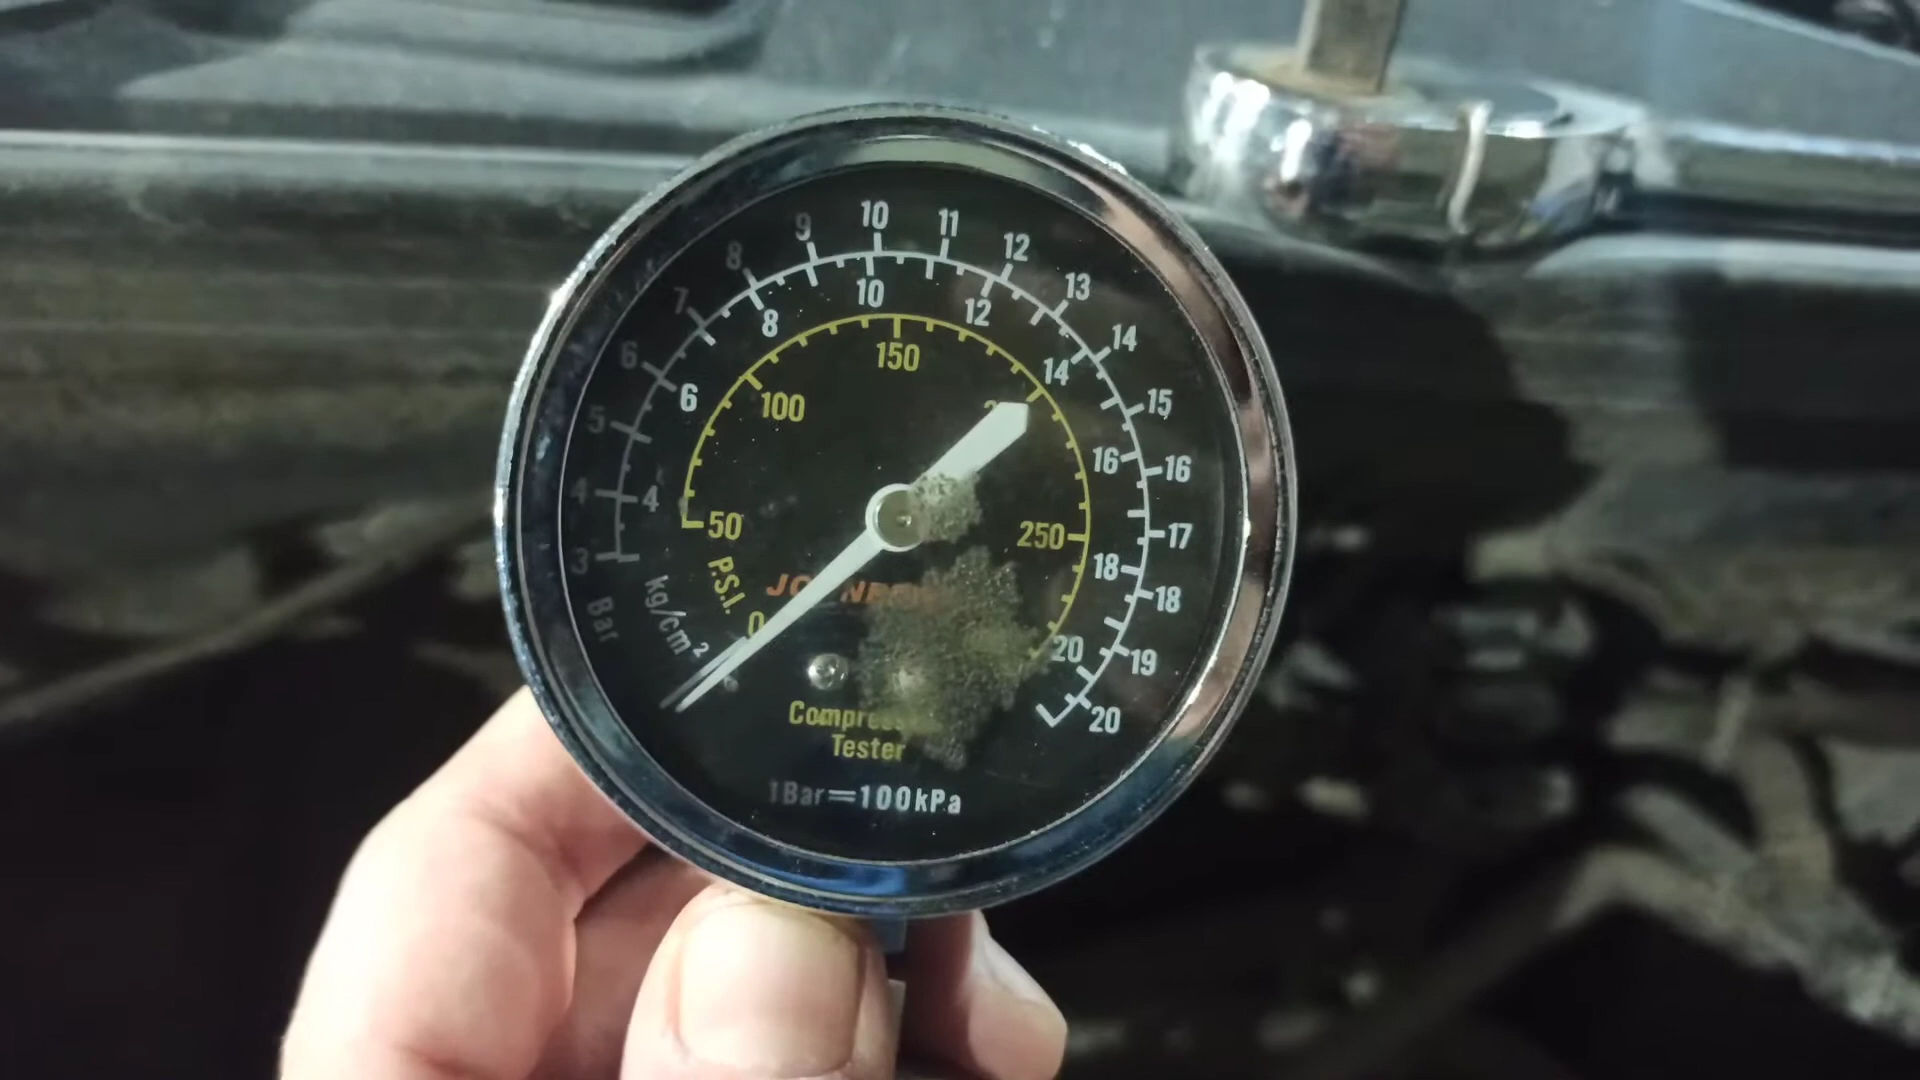 3 4 5 6 7 8 9 10 11 12 13 14 15 16 17 18 19 20
4 6 8 10 12 14 16 18 20
50 100 150 250
Bar
kg/cm²
P.S.I.
0
Tester
1Bar=100kPa